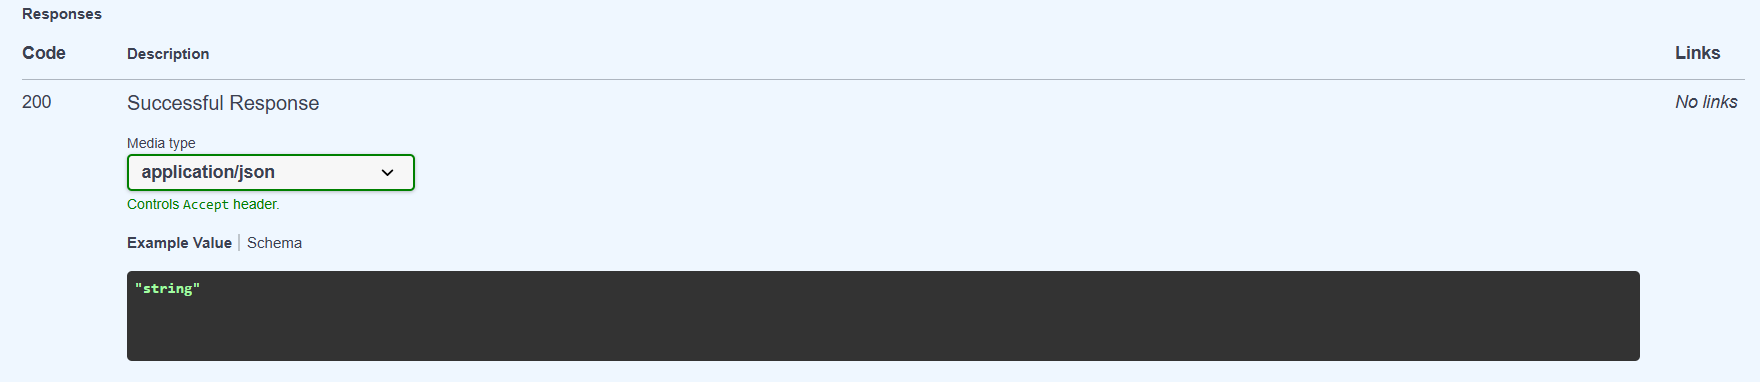 Responses
Code Description Links
200 Successful Response No links
Media type
application/json
Controls Accept header.
Example Value Schema
"string"